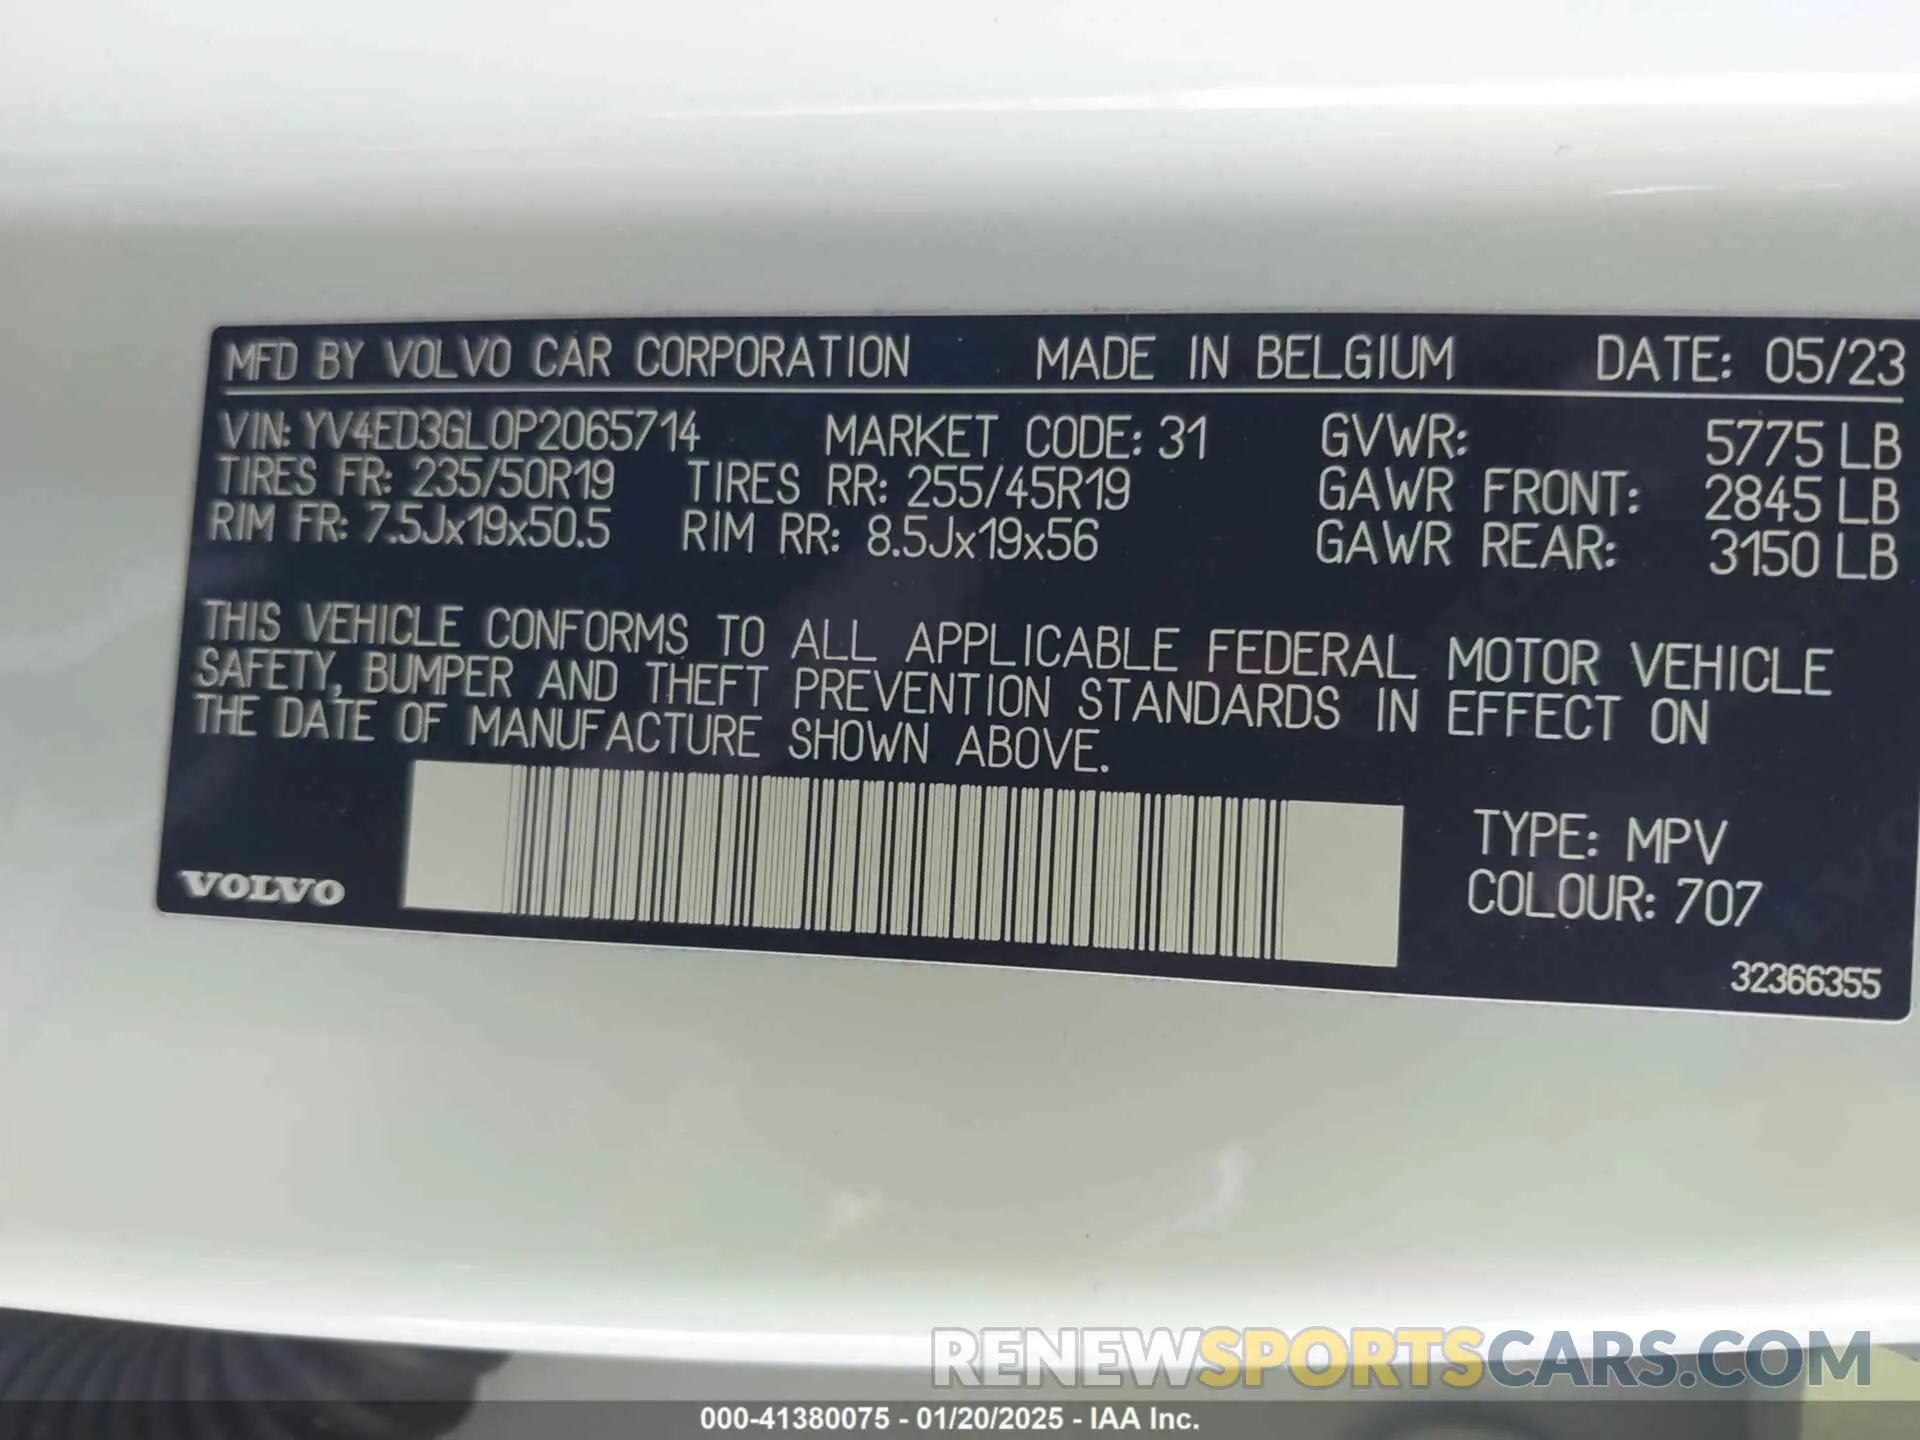 MFD BY VOLVO CAR CORPORATION MADE IN BELGIUM DATE: 05/23
VIN: YV4ED3GL0P2065714 MARKET CODE: 31 GVWR: 5775 LB
TIRES FR: 235/50R19 TIRES RR: 255/45R19 GAWR FRONT: 2845 LB
RIM FR: 7.5Jx19x50.5 RIM RR: 8.5Jx19x56 GAWR REAR: 3150 LB
THIS VEHICLE CONFORMS TO ALL APPLICABLE FEDERAL MOTOR VEHICLE
SAFETY, BUMPER AND THEFT PREVENTION STANDARDS IN EFFECT ON
THE DATE OF MANUFACTURE SHOWN ABOVE.
TYPE: MPV
VOLVO COLOUR: 707
32366355
RENEWSPORTSCARS.COM
000-41380075 - 01/20/2025 - IAA Inc.